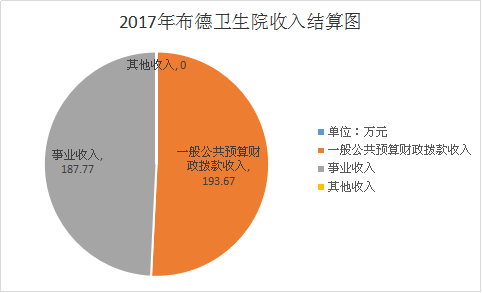 2017年布德卫生院收入结算图
其他收入, 0
事业收入,
187.77
一般公共预算财
政拨款收入,
193.67
单位：万元
一般公共预算财政拨款收入
事业收入
其他收入